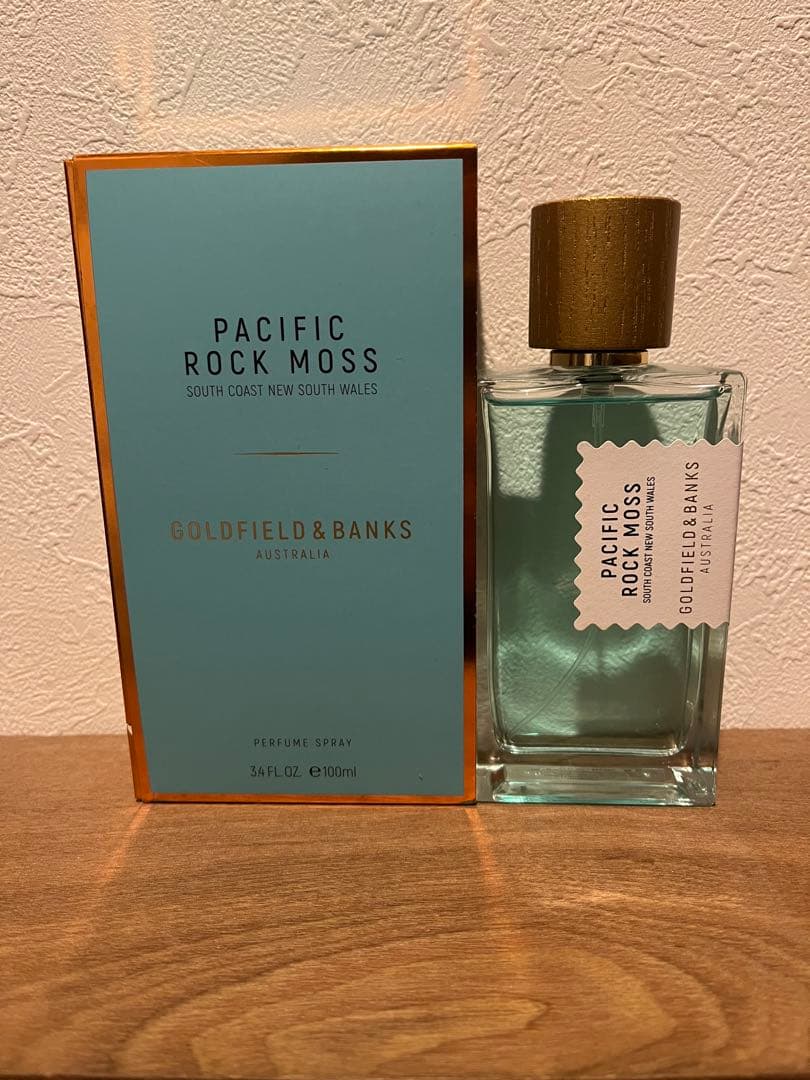 PACIFIC
ROCK MOSS
SOUTH COAST NEW SOUTH WALES
GOLDFIELD & BANKS
AUSTRALIA
PERFUME SPRAY
3.4 FL.OZ. ℮100ml
PACIFIC
ROCK MOSS
SOUTH COAST NEW SOUTH WALES
GOLDFIELD & BANKS
AUSTRALIA